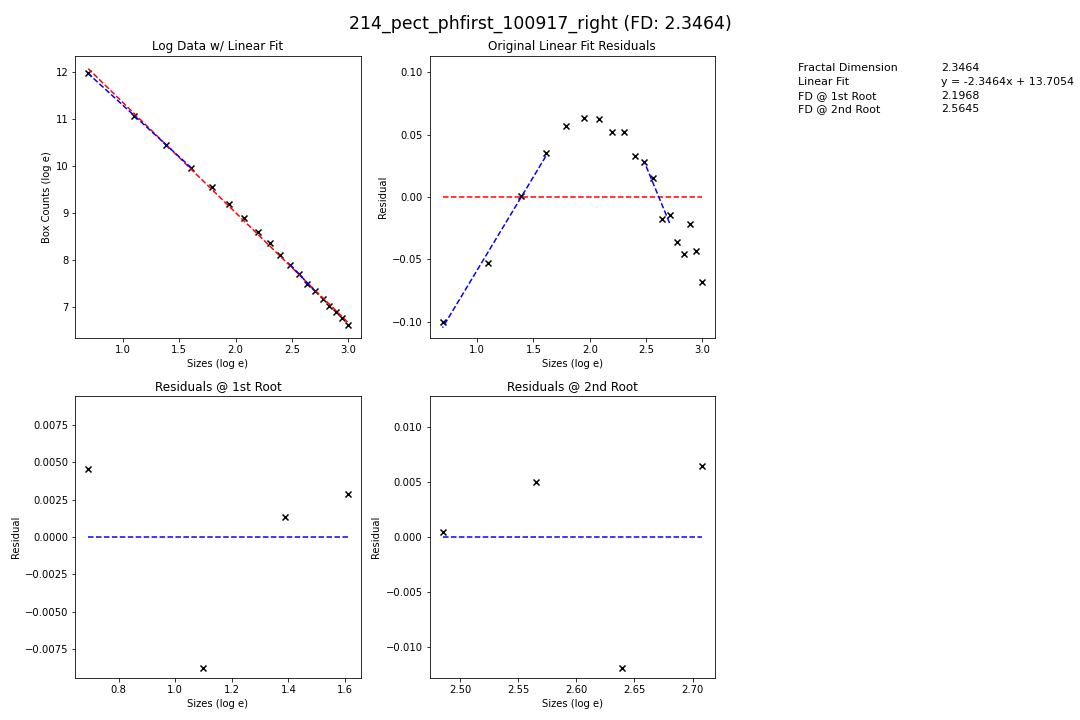 214_pect_phfirst_100917_right (FD: 2.3464)
Log Data w/ Linear Fit
12
11
10
9
8
7
Box Counts (log e)
1.0 1.5 2.0 2.5 3.0
Sizes (log e)
Original Linear Fit Residuals
0.10
0.05
0.00
−0.05
−0.10
Residual
1.0 1.5 2.0 2.5 3.0
Sizes (log e)
Fractal Dimension 2.3464
Linear Fit y = -2.3464x + 13.7054
FD @ 1st Root 2.1968
FD @ 2nd Root 2.5645
Residuals @ 1st Root
0.0075
0.0050
0.0025
0.0000
−0.0025
−0.0050
−0.0075
Residual
0.8 1.0 1.2 1.4 1.6
Sizes (log e)
Residuals @ 2nd Root
0.010
0.005
0.000
−0.005
−0.010
Residual
2.50 2.55 2.60 2.65 2.70
Sizes (log e)